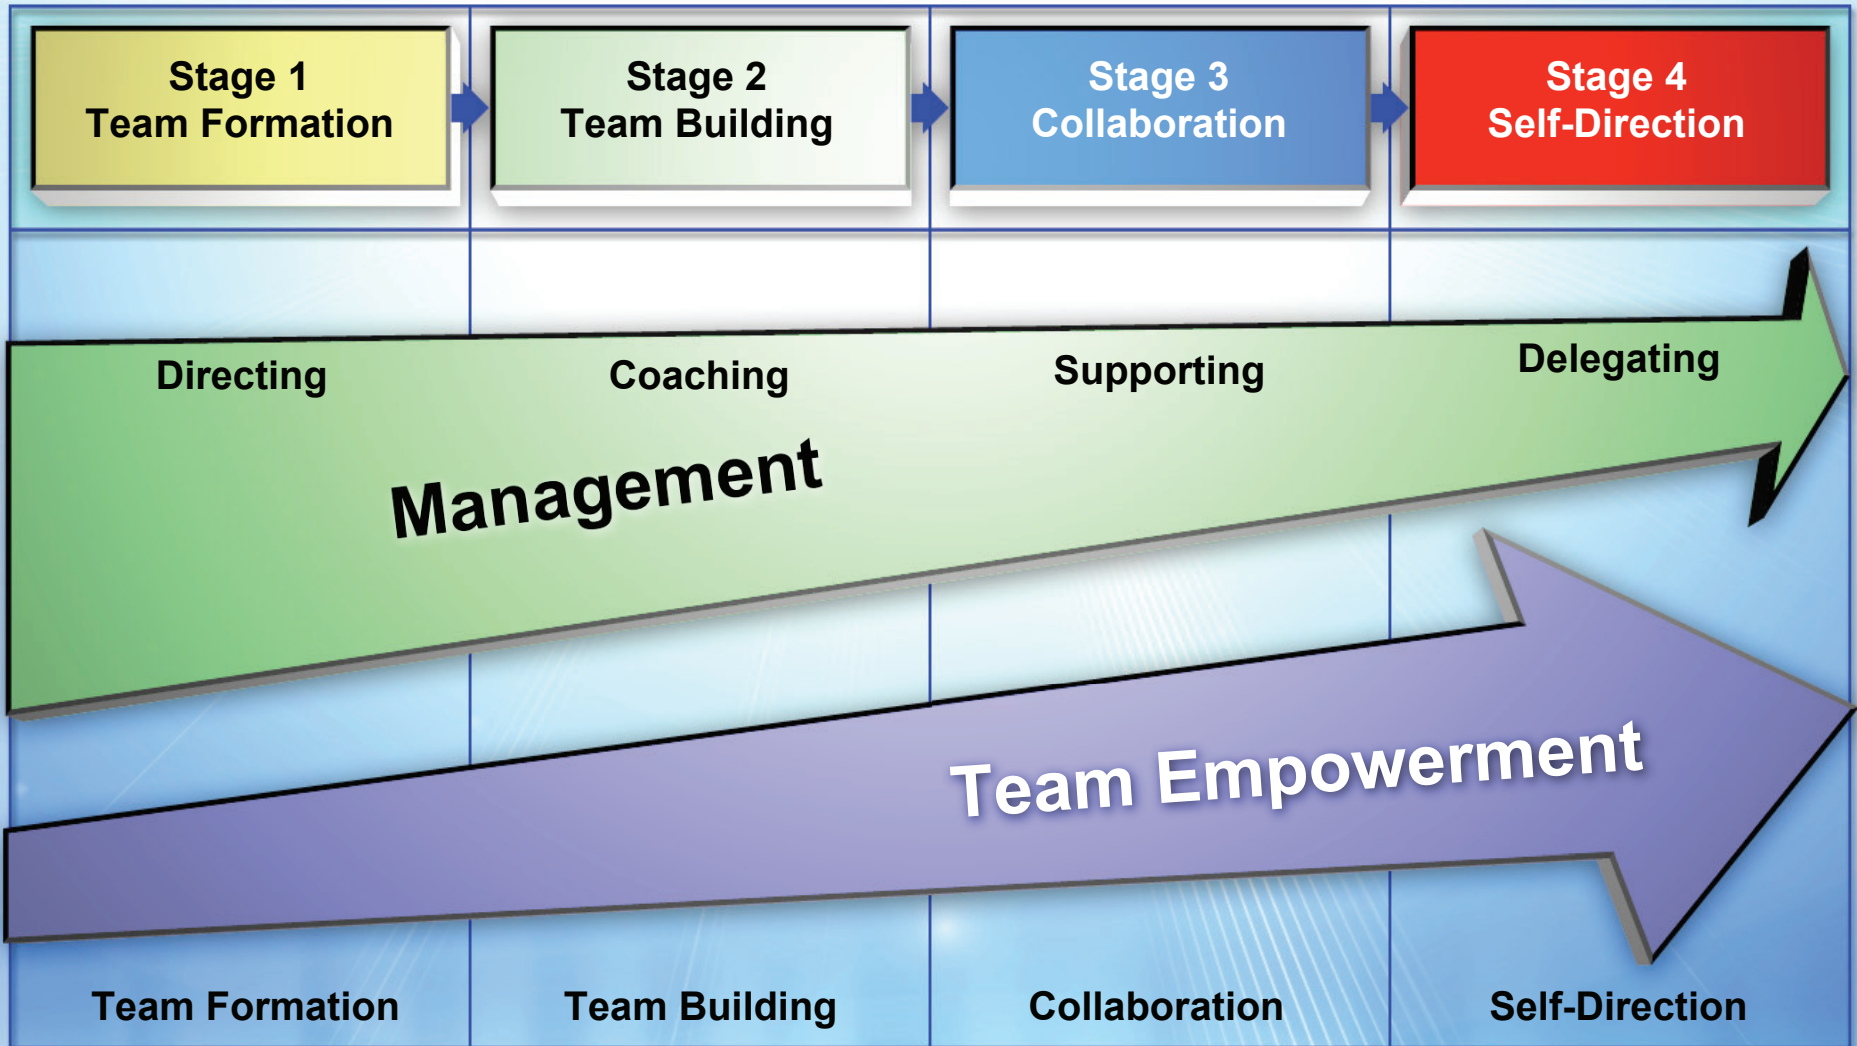 Stage 1
Team Formation
Stage 2
Team Building
Stage 3
Collaboration
Stage 4
Self-Direction
Directing
Coaching
Supporting
Delegating
Management
Team Empowerment
Team Formation
Team Building
Collaboration
Self-Direction